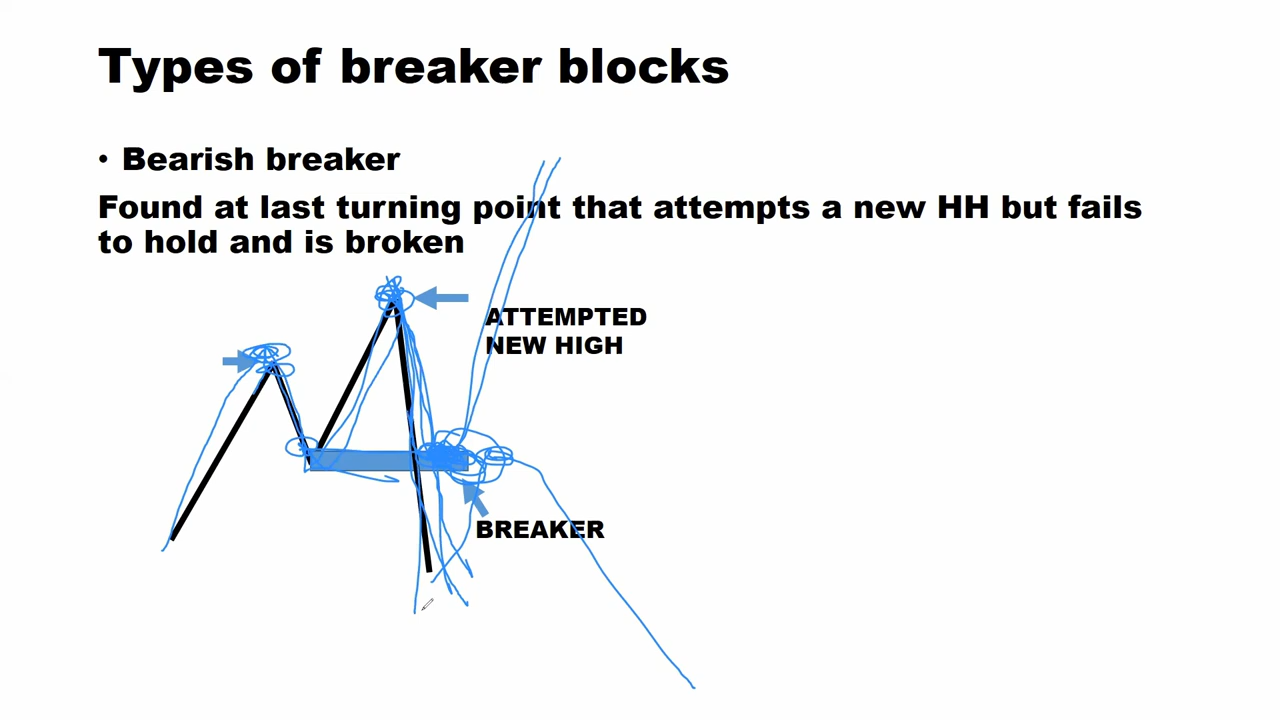 Types of breaker blocks
• Bearish breaker
Found at last turning point that attempts a new HH but fails
to hold and is broken
ATTEMPTED
NEW HIGH
BREAKER